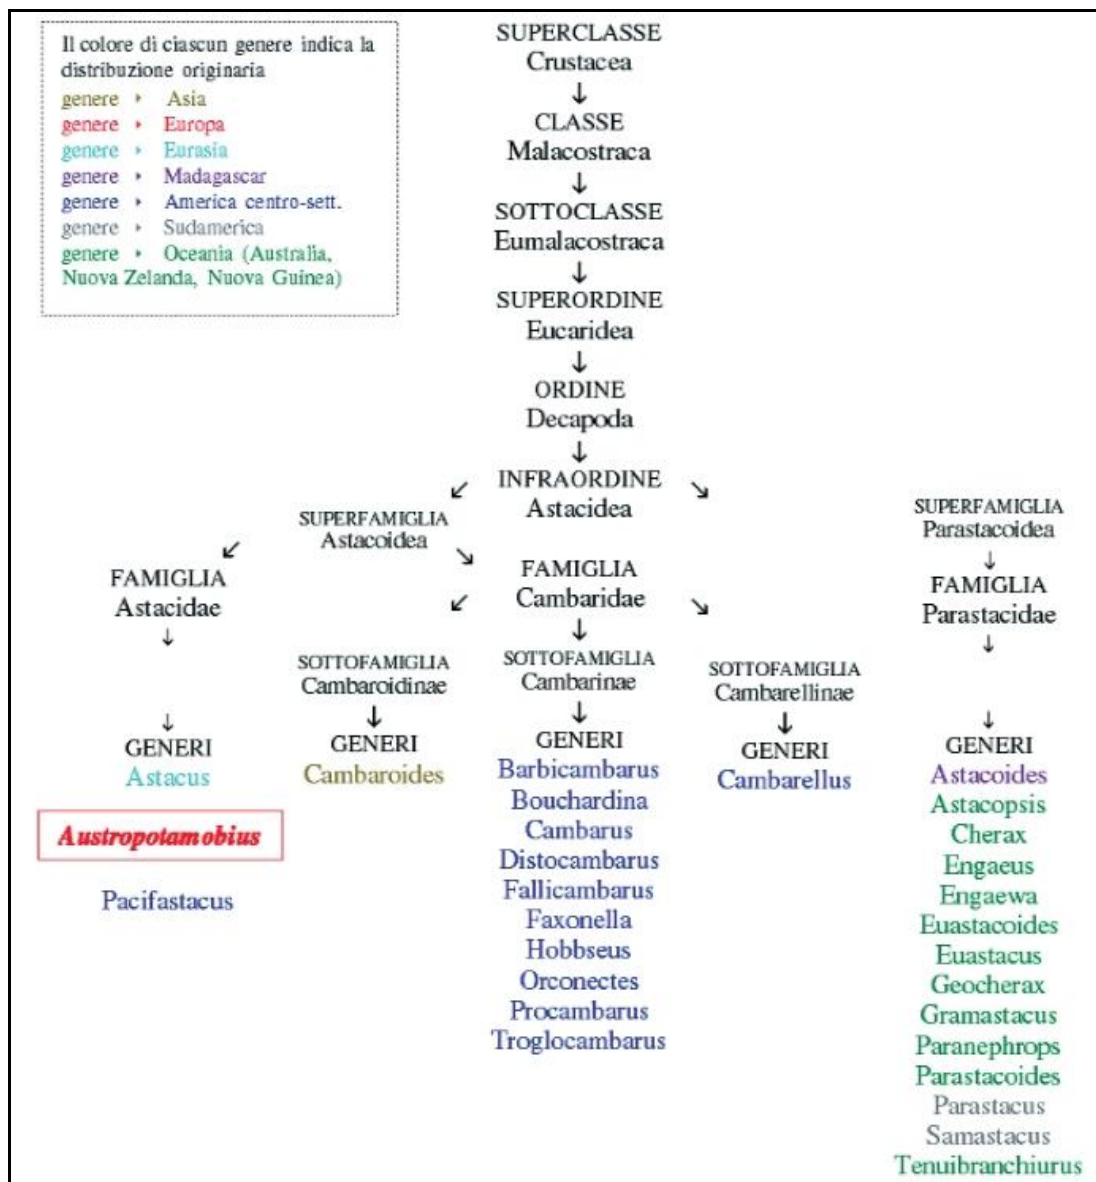 Il colore di ciascun genere indica la
distribuzione originaria
genere ‣ Asia
genere ‣ Europa
genere ‣ Eurasia
genere ‣ Madagascar
genere ‣ America centro-sett.
genere ‣ Sudamerica
genere ‣ Oceania (Australia,
Nuova Zelanda, Nuova Guinea)
SUPERCLASSE
Crustacea
↓
CLASSE
Malacostraca
↓
SOTTOCLASSE
Eumalacostraca
↓
SUPERORDINE
Eucaridea
↓
ORDINE
Decapoda
↓
INFRAORDINE
Astacidea
SUPERFAMIGLIA
Astacoidea
FAMIGLIA
Astacidae
↓
↓
GENERI
Astacus
Austropotamobius
Pacifastacus
FAMIGLIA
Cambaridae
SOTTOFAMIGLIA
Cambaroidinae
↓
GENERI
Cambaroides
SOTTOFAMIGLIA
Cambarinae
↓
GENERI
Barbicambarus
Bouchardina
Cambarus
Distocambarus
Fallicambarus
Faxonella
Hobbseus
Orconectes
Procambarus
Troglocambarus
SOTTOFAMIGLIA
Cambarellinae
↓
GENERI
Cambarellus
SUPERFAMIGLIA
Parastacoidea
↓
FAMIGLIA
Parastacidae
↓
↓
GENERI
Astacoides
Astacopsis
Cherax
Engaeus
Engaewa
Euastacoides
Euastacus
Geocherax
Gramastacus
Paranephrops
Parastacoides
Parastacus
Samastacus
Tenuibranchiurus